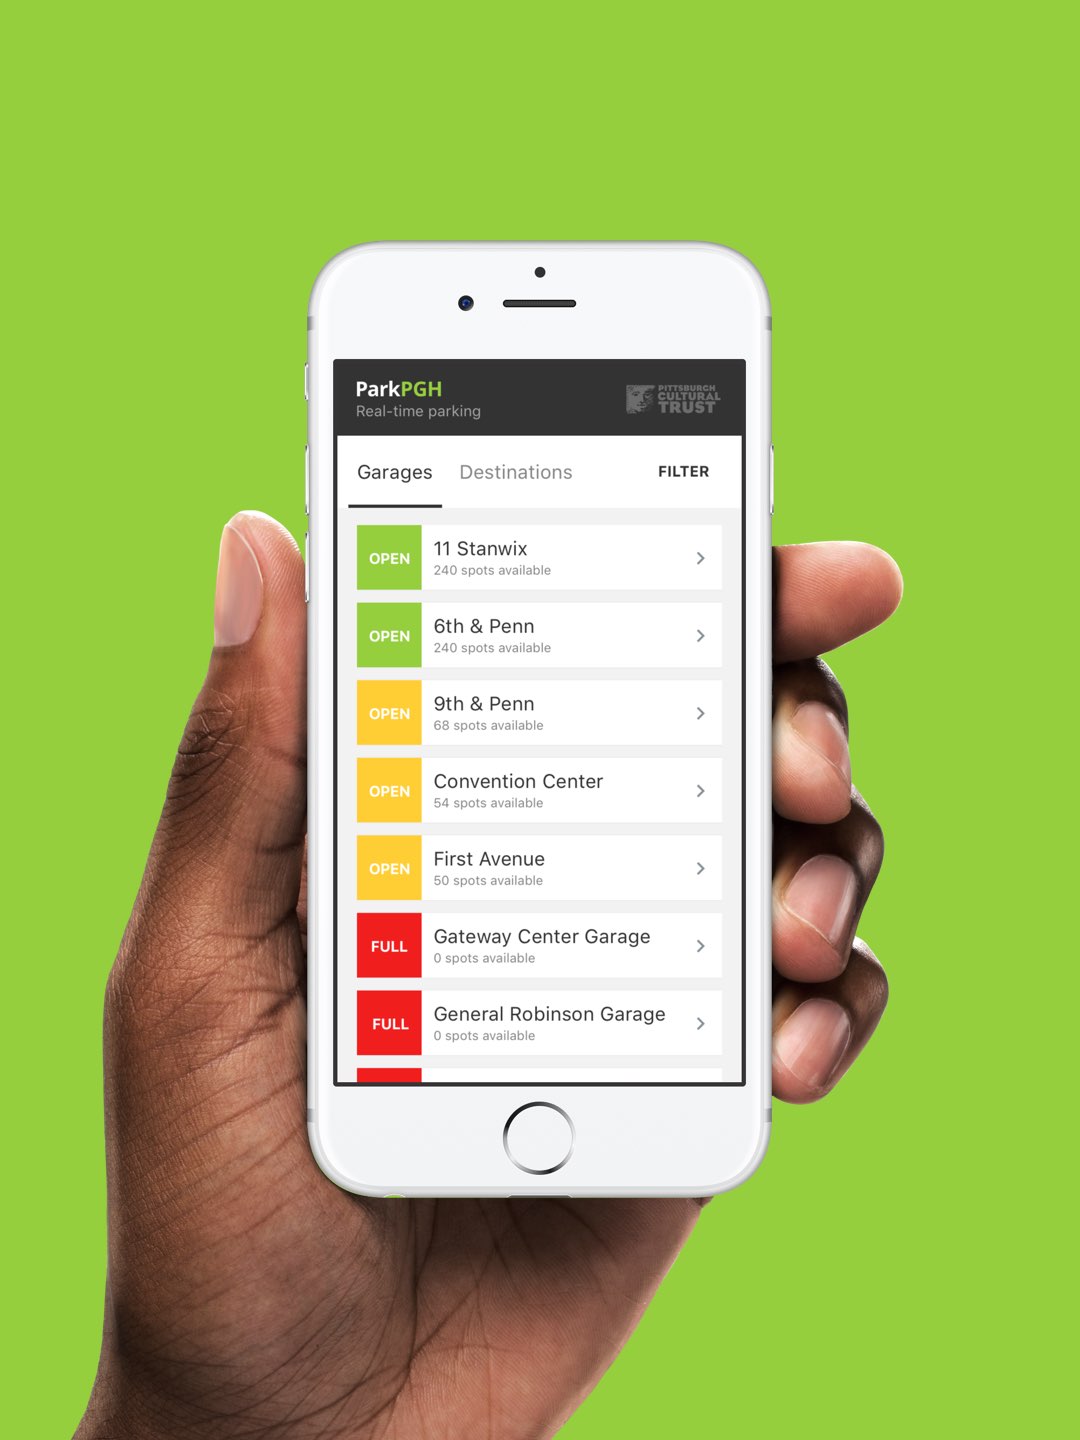 ParkPGH
Real-time parking
PITTSBURGH
CULTURAL
TRUST
Garages
Destinations
FILTER
OPEN
11 Stanwix
240 spots available
OPEN
6th & Penn
240 spots available
OPEN
9th & Penn
68 spots available
OPEN
Convention Center
54 spots available
OPEN
First Avenue
50 spots available
FULL
Gateway Center Garage
0 spots available
FULL
General Robinson Garage
0 spots available